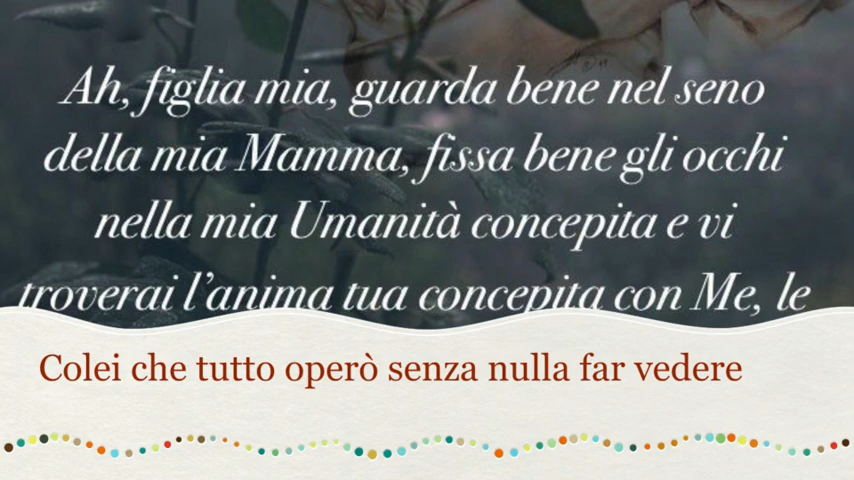 Ah, figlia mia, guarda bene nel seno
della mia Mamma, fissa bene gli occhi
nella mia Umanità concepita e vi
troverai l'anima tua concepita con Me, le
Colei che tutto operò senza nulla far vedere